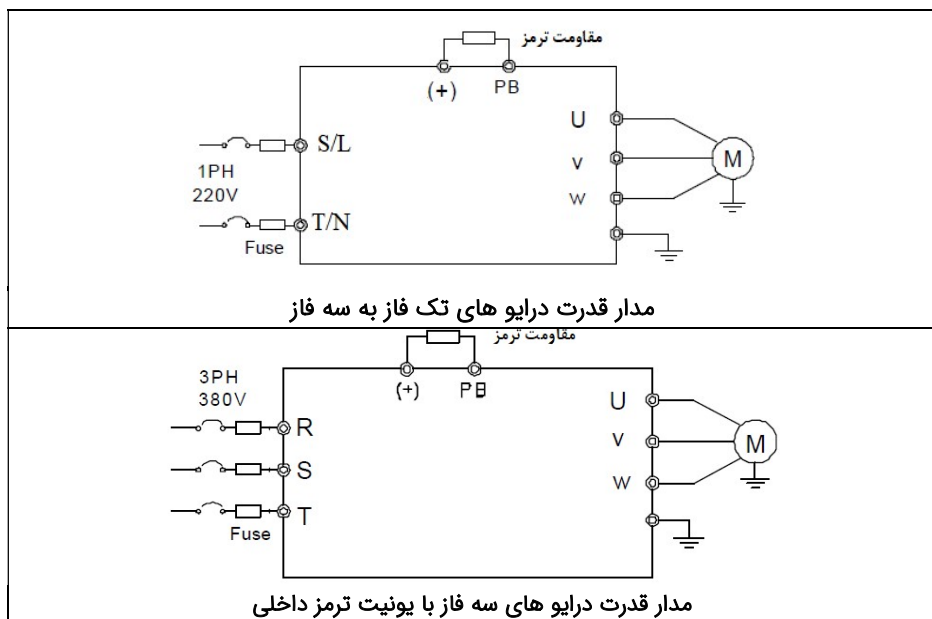 مقاومت ترمز
(+) PB
U
S/L
1PH
220V
V
M
W
T/N
Fuse
مدار قدرت درایو های تک فاز به سه فاز
مقاومت ترمز
(+) PB
3PH
380V
U
R
V
M
S
W
T
Fuse
مدار قدرت درایو های سه فاز با یونیت ترمز داخلی